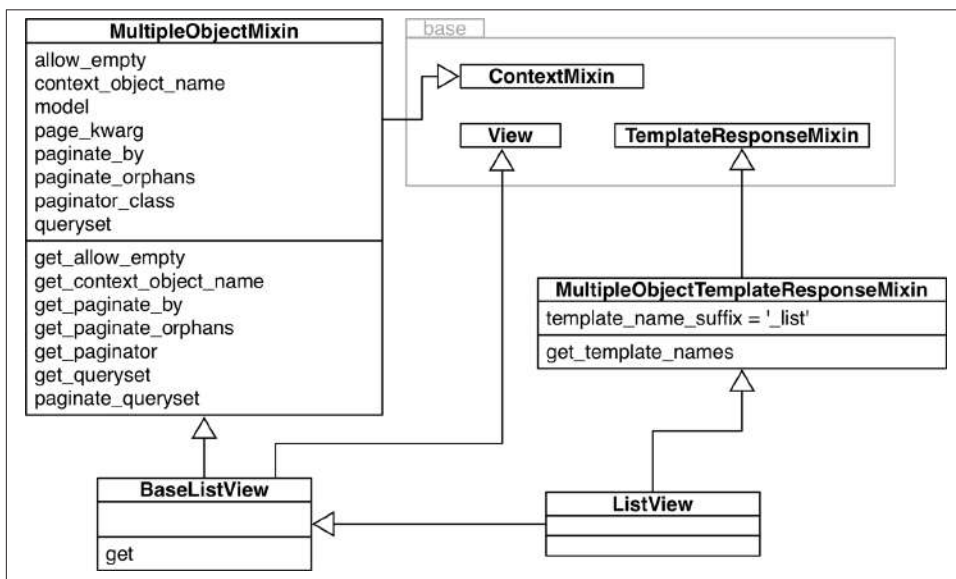 MultipleObjectMixin
allow_empty
context_object_name
model
page_kwarg
paginate_by
paginate_orphans
paginator_class
queryset
get_allow_empty
get_context_object_name
get_paginate_by
get_paginate_orphans
get_paginator
get_queryset
paginate_queryset
base
ContextMixin
View
TemplateResponseMixin
MultipleObjectTemplateResponseMixin
template_name_suffix = '_list'
get_template_names
BaseListView
get
ListView